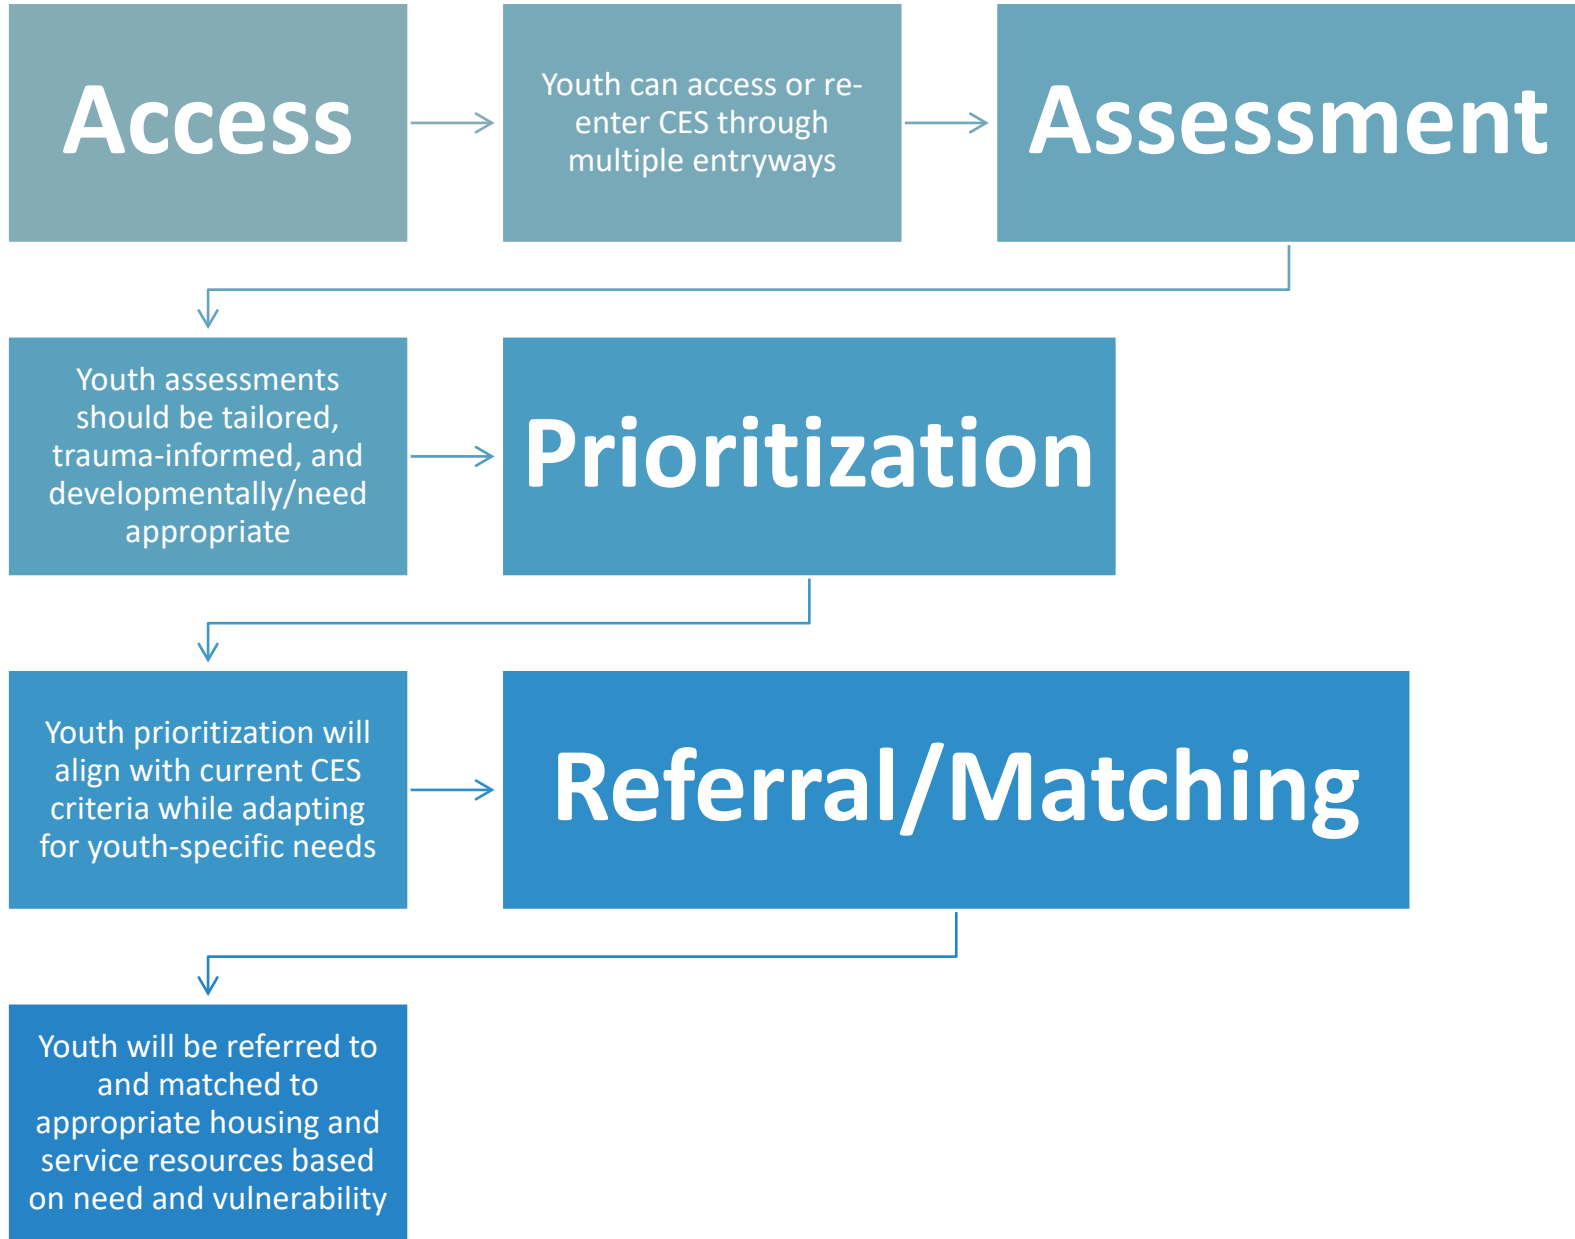 Access
Youth can access or re-
enter CES through
multiple entryways
Assessment
Youth assessments
should be tailored,
trauma-informed, and
developmentally/need
appropriate
Prioritization
Youth prioritization will
align with current CES
criteria while adapting
for youth-specific needs
Referral/Matching
Youth will be referred to
and matched to
appropriate housing and
service resources based
on need and vulnerability